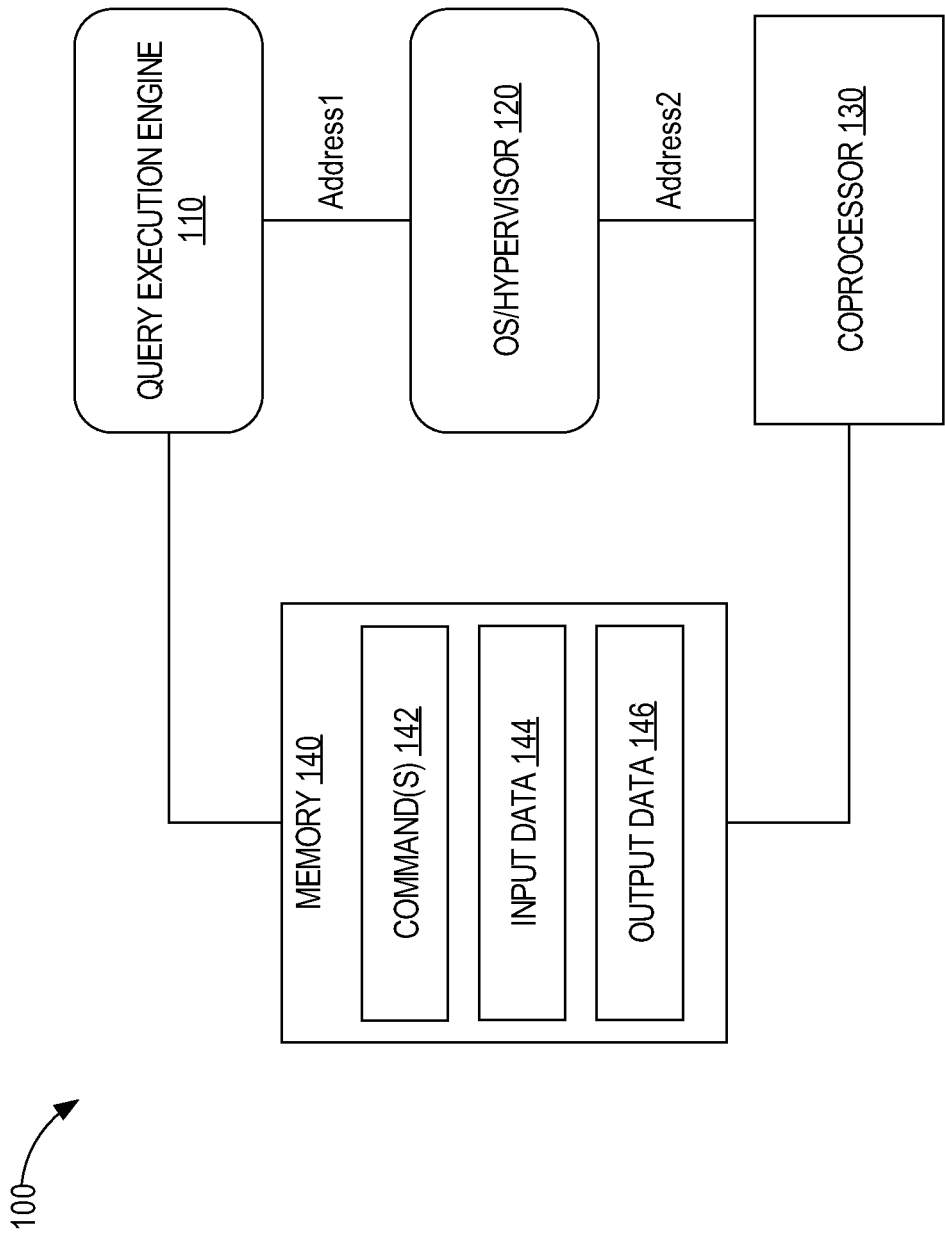 100
MEMORY 140
COMMAND(S) 142
INPUT DATA 144
OUTPUT DATA 146
QUERY EXECUTION ENGINE
110
Address1
OS/HYPERVISOR 120
Address2
COPROCESSOR 130